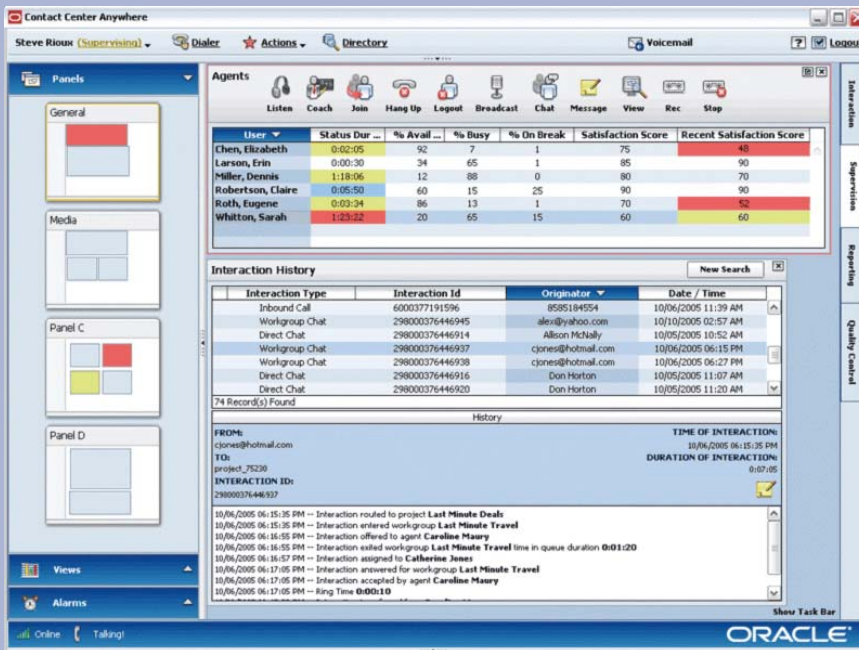 Contact Center Anywhere
Steve Rioux (Supervising) Dialer Actions Directory Voicemail ? Logout
Panels
General
Media
Panel C
Panel D
Views
Alarms
Online Talking!
Agents
Listen Coach Join Hang Up Logout Broadcast Chat Message View Rec Stop
User Status Dur ... % Avail ... % Busy % On Break Satisfaction Score Recent Satisfaction Score
Chen, Elizabeth 0:02:05 92 7 1 75 48
Larson, Erin 0:00:30 34 65 1 85 90
Miller, Dennis 1:18:06 12 88 0 80 70
Robertson, Claire 0:05:50 60 15 25 90 90
Roth, Eugene 0:03:34 86 13 1 70 52
Whitton, Sarah 1:23:22 20 65 15 60 60
Interaction History New Search
Interaction Type Interaction Id Originator Date / Time
Inbound Call 6000377191596 8585184554 10/06/2005 11:39 AM
Workgroup Chat 298000376446945 alex@yahoo.com 10/10/2005 02:57 AM
Direct Chat 298000376446914 Allison McNally 10/05/2005 10:52 AM
Workgroup Chat 298000376446937 cjones@hotmail.com 10/06/2005 06:15 PM
Workgroup Chat 298000376446938 cjones@hotmail.com 10/06/2005 06:27 PM
Direct Chat 298000376446916 Don Horton 10/05/2005 11:07 AM
Direct Chat 298000376446920 Don Horton 10/05/2005 11:20 AM
74 Record(s) Found
History
FROM: TIME OF INTERACTION:
cjones@hotmail.com 10/06/2005 06:15:35 PM
TO: DURATION OF INTERACTION:
project_75230 0:07:05
INTERACTION ID:
298000376446937
10/06/2005 06:15:35 PM -- Interaction routed to project Last Minute Deals
10/06/2005 06:15:35 PM -- Interaction entered workgroup Last Minute Travel
10/06/2005 06:16:55 PM -- Interaction offered to agent Caroline Maury
10/06/2005 06:16:55 PM -- Interaction exited workgroup Last Minute Travel time in queue duration 0:01:20
10/06/2005 06:16:57 PM -- Interaction assigned to Catherine Jones
10/06/2005 06:17:05 PM -- Interaction answered for workgroup Last Minute Travel
10/06/2005 06:17:05 PM -- Interaction accepted by agent Caroline Maury
10/06/2005 06:17:05 PM -- Ring Time 0:00:10
Interaction
Supervision
Reporting
Quality Control
Show Task Bar
ORACLE